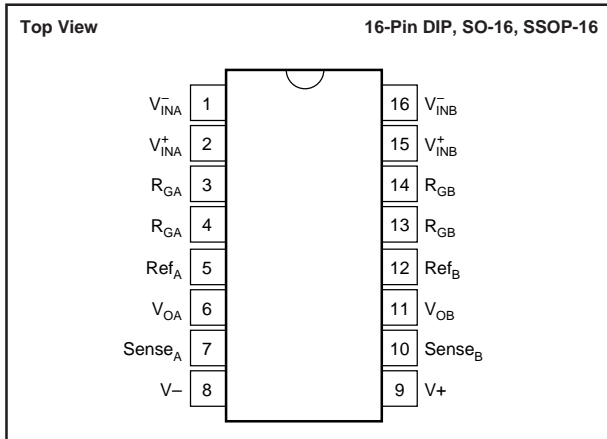 Top View 16-Pin DIP, SO-16, SSOP-16
V⁻INA 1 16 V⁻INB
V⁺INA 2 15 V⁺INB
RGA 3 14 RGB
RGA 4 13 RGB
RefA 5 12 RefB
VOA 6 11 VOB
SenseA 7 10 SenseB
V– 8 9 V+